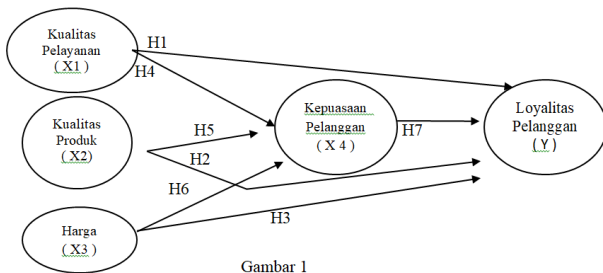 Kualitas
Pelayanan
( X1 )
H1
H4
Kualitas
Produk
(X2)
H5
H2
H6
Harga
( X3 )
H3
Kepuasaan
Pelanggan
( X 4 )
H7
Loyalitas
Pelanggan
( Y )
Gambar 1